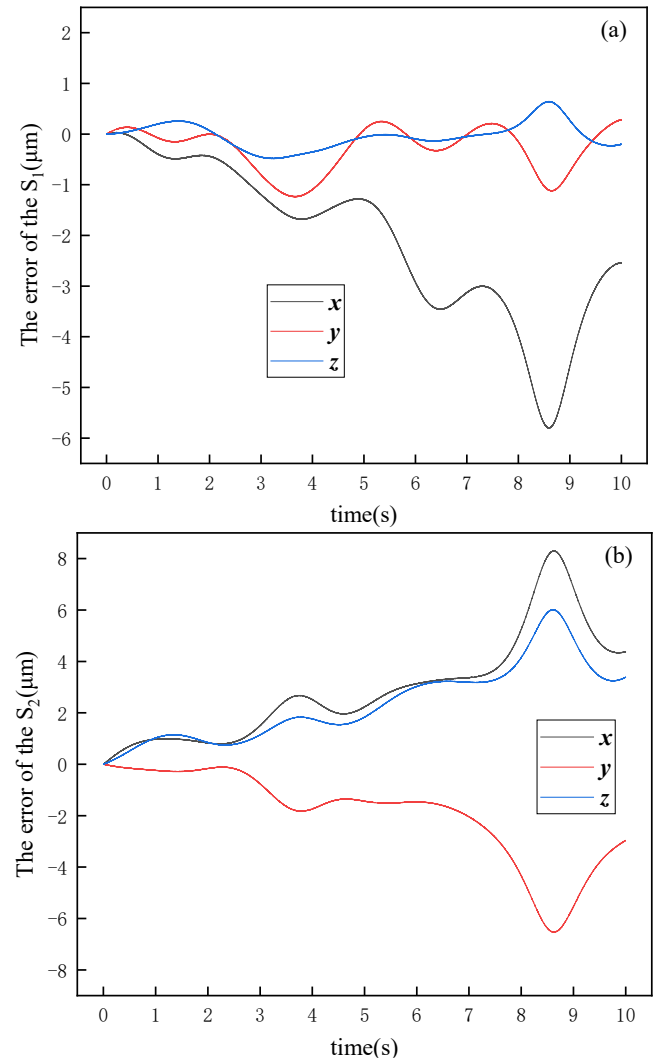 (a)
The error of the S₁(μm)
2
1
0
−1
−2
−3
−4
−5
−6
x
y
z
0 1 2 3 4 5 6 7 8 9 10
time(s)
(b)
The error of the S₂(μm)
8
6
4
2
0
−2
−4
−6
−8
x
y
z
0 1 2 3 4 5 6 7 8 9 10
time(s)